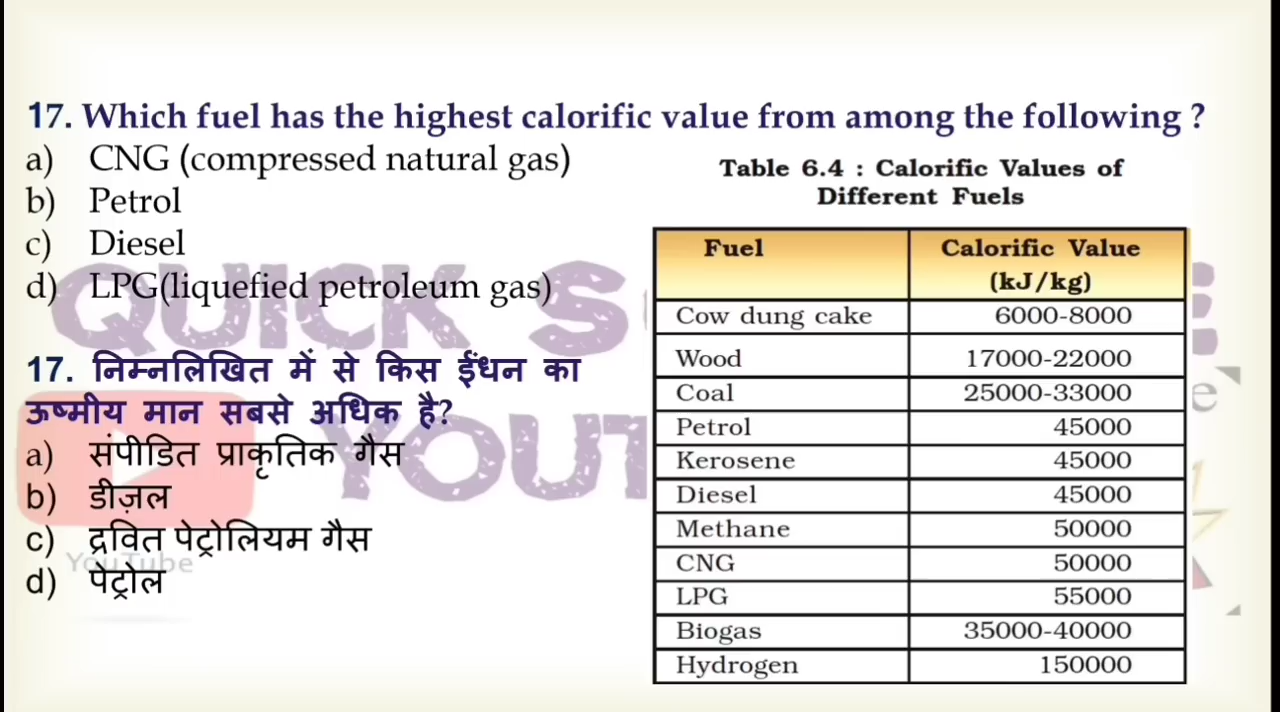 17. Which fuel has the highest calorific value from among the following ?
a) CNG (compressed natural gas)
b) Petrol
c) Diesel
d) LPG(liquefied petroleum gas)
17. निम्नलिखित में से किस ईंधन का
ऊष्मीय मान सबसे अधिक है?
a) संपीडित प्राकृतिक गैस
b) डीज़ल
c) द्रवित पेट्रोलियम गैस
d) पेट्रोल
Table 6.4 : Calorific Values of
Different Fuels
Fuel Calorific Value
(kJ/kg)
Cow dung cake 6000-8000
Wood 17000-22000
Coal 25000-33000
Petrol 45000
Kerosene 45000
Diesel 45000
Methane 50000
CNG 50000
LPG 55000
Biogas 35000-40000
Hydrogen 150000
QUICK
YouTube